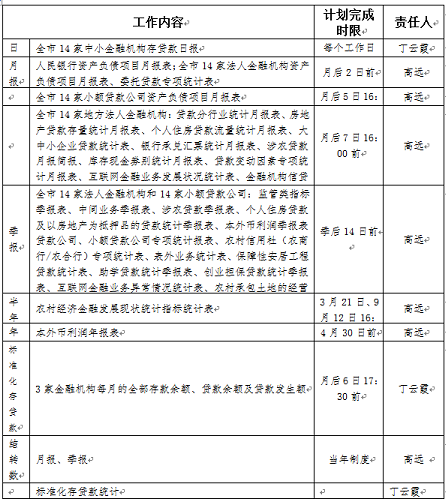 工作内容 计划完成时限 责任人
日 全市14家中小金融机构存贷款日报 每个工作日 丁云霞
月报 人民银行资产负债项目月报表;全市14家法人金融机构资产负债项目月报表、委托贷款专项统计表 月后2日前 高远
全市14家小额贷款公司资产负债项目月报表 月后5日16:
全市14家地方法人金融机构:贷款分行业统计月报表、房地
产贷款存量统计月报表、个人住房贷款流量统计月报表、大
中小企业贷款统计表、银行承兑汇票统计月报表、涉农贷款
月报简报、库存现金券别统计月报表、贷款变动因素专项统
计月报表、互联网金融业务发展状况统计表、金融机构信贷
月后7日16:00前 高远
季报
全市14家法人金融机构和14家小额贷款公司:监管类指标
季报表、中间业务季报表、涉农贷款季报表、个人住房贷款
及以房地产为抵押品的贷款统计季报表、本外币利润季报表
贷款公司、小额贷款公司专项统计报表、农村信用社(农商
行/农合行)专项统计表、表外业务统计表、保障性安居工程
贷款统计表、助学贷款统计季报表、创业担保贷款统计季报
表、互联网金融业务异常情况统计表、农村承包土地的经营
季后14日前 高远
半年 农村经济金融发展现状统计指标统计表 3月21日、9月12日16: 高远
年 本外币利润年报表 4月30日前 高远
标准化存贷款 3家金融机构每月的全部存款余额、贷款余额及贷款发生额 月后6日17:30前 丁云霞
结转数 月报、季报 当年制度 高远
标准化存贷款统计 丁云霞